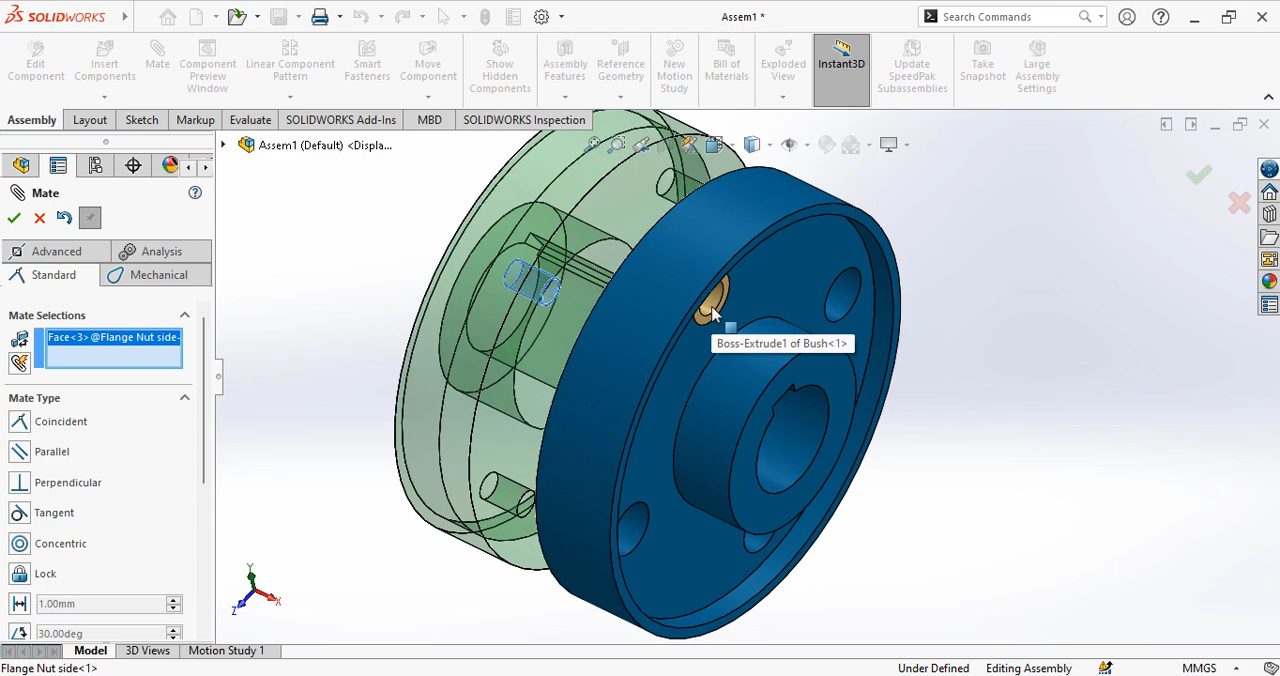 SOLIDWORKS
Assem1 *
Search Commands
Edit Component
Insert Components
Mate
Component Preview Window
Linear Component Pattern
Smart Fasteners
Move Component
Show Hidden Components
Assembly Features
Reference Geometry
New Motion Study
Bill of Materials
Exploded View
Instant3D
Update SpeedPak Subassemblies
Take Snapshot
Large Assembly Settings
Assembly
Layout
Sketch
Markup
Evaluate
SOLIDWORKS Add-Ins
MBD
SOLIDWORKS Inspection
Assem1 (Default) <Displa...
Mate
Advanced
Analysis
Standard
Mechanical
Mate Selections
Face<3>@Flange Nut side-
Mate Type
Coincident
Parallel
Perpendicular
Tangent
Concentric
Lock
1.00mm
30.00deg
Boss-Extrude1 of Bush<1>
Y
X
Z
Model
3D Views
Motion Study 1
Flange Nut side<1>
Under Defined
Editing Assembly
MMGS